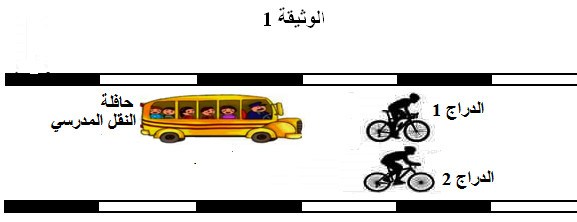 الوثيقة 1
حافلة
النقل المدرسي
الدراج 1
الدراج 2